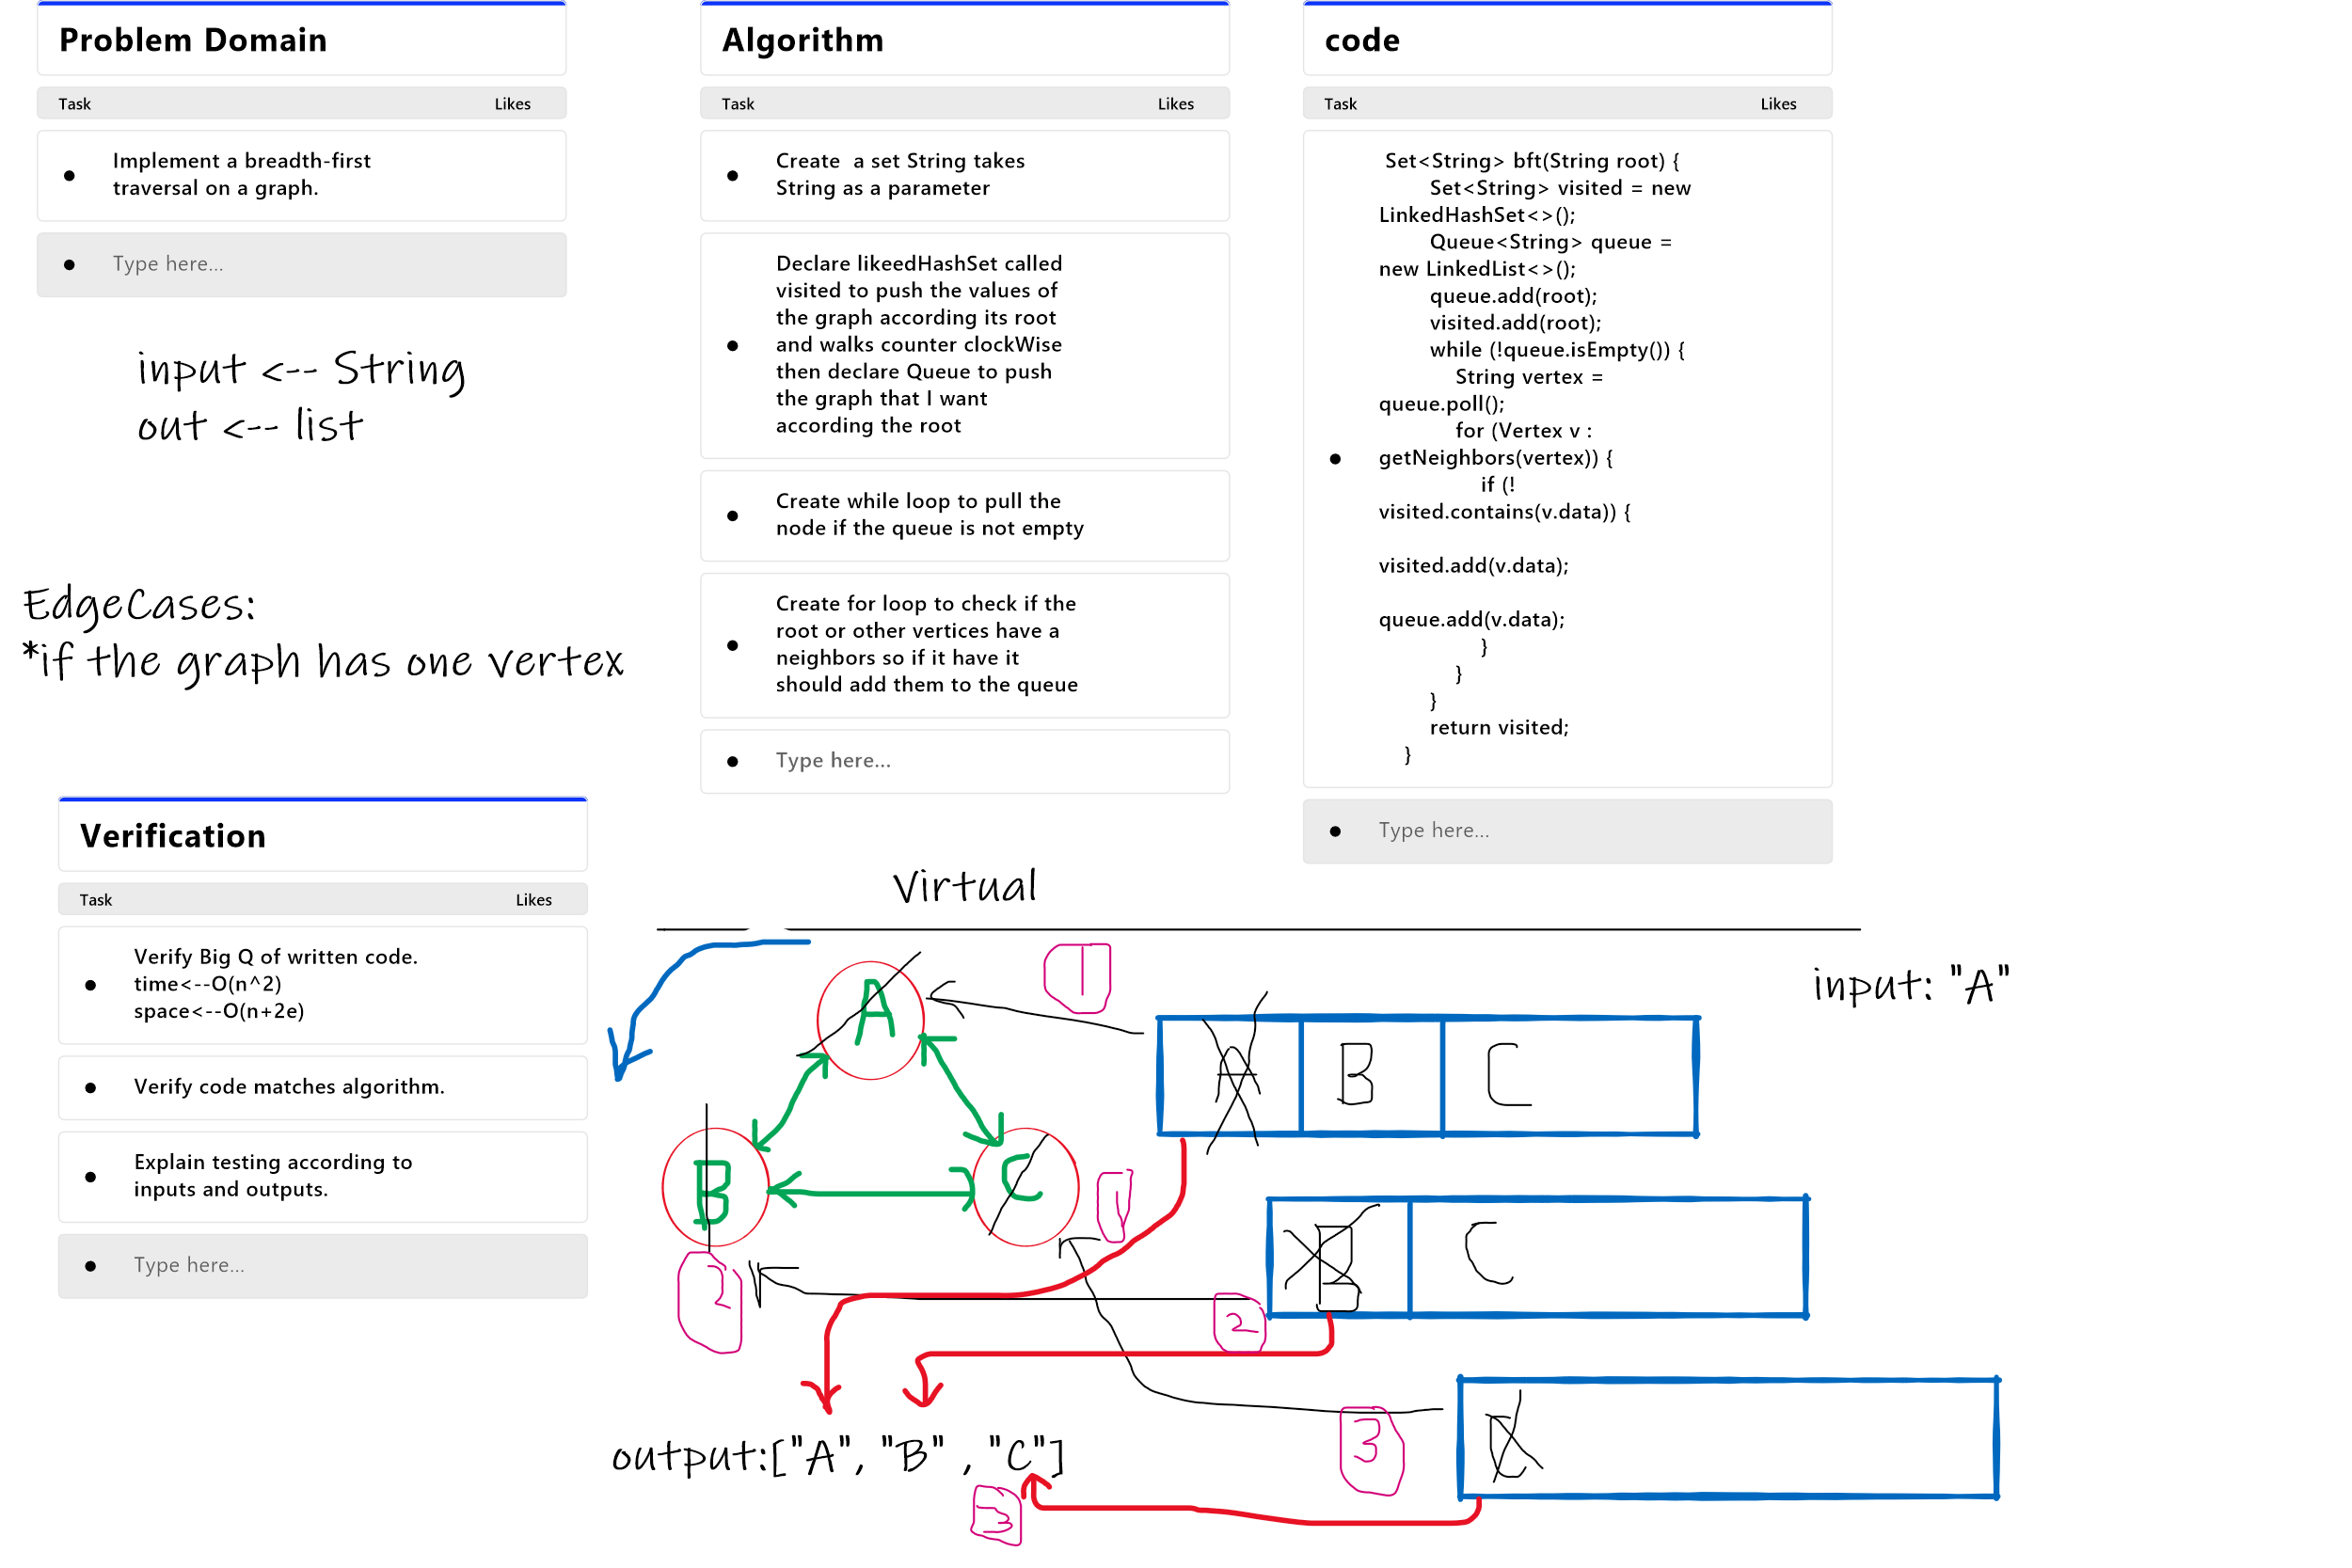 Problem Domain
Task Likes
Implement a breadth-first
traversal on a graph.
Type here...
input <-- String
out <-- list
EdgeCases:
*if the graph has one vertex
Algorithm
Task Likes
Create  a set String takes
String as a parameter
Declare likeedHashSet called
visited to push the values of
the graph according its root
and walks counter clockWise
then declare Queue to push
the graph that I want
according the root
Create while loop to pull the
node if the queue is not empty
Create for loop to check if the
root or other vertices have a
neighbors so if it have it
should add them to the queue
Type here...
code
Task Likes
Set<String> bft(String root) {
Set<String> visited = new
LinkedHashSet<>();
Queue<String> queue =
new LinkedList<>();
queue.add(root);
visited.add(root);
while (!queue.isEmpty()) {
String vertex =
queue.poll();
for (Vertex v :
getNeighbors(vertex)) {
if (!
visited.contains(v.data)) {
visited.add(v.data);
queue.add(v.data);
}
}
}
return visited;
}
Type here...
Verification
Task Likes
Verify Big Q of written code.
time<--O(n^2)
space<--O(n+2e)
Verify code matches algorithm.
Explain testing according to
inputs and outputs.
Type here...
Virtual
input: "A"
1
A
A B C
B C
1
B C
2
2
3
C
output:["A", "B" , "C"]
3